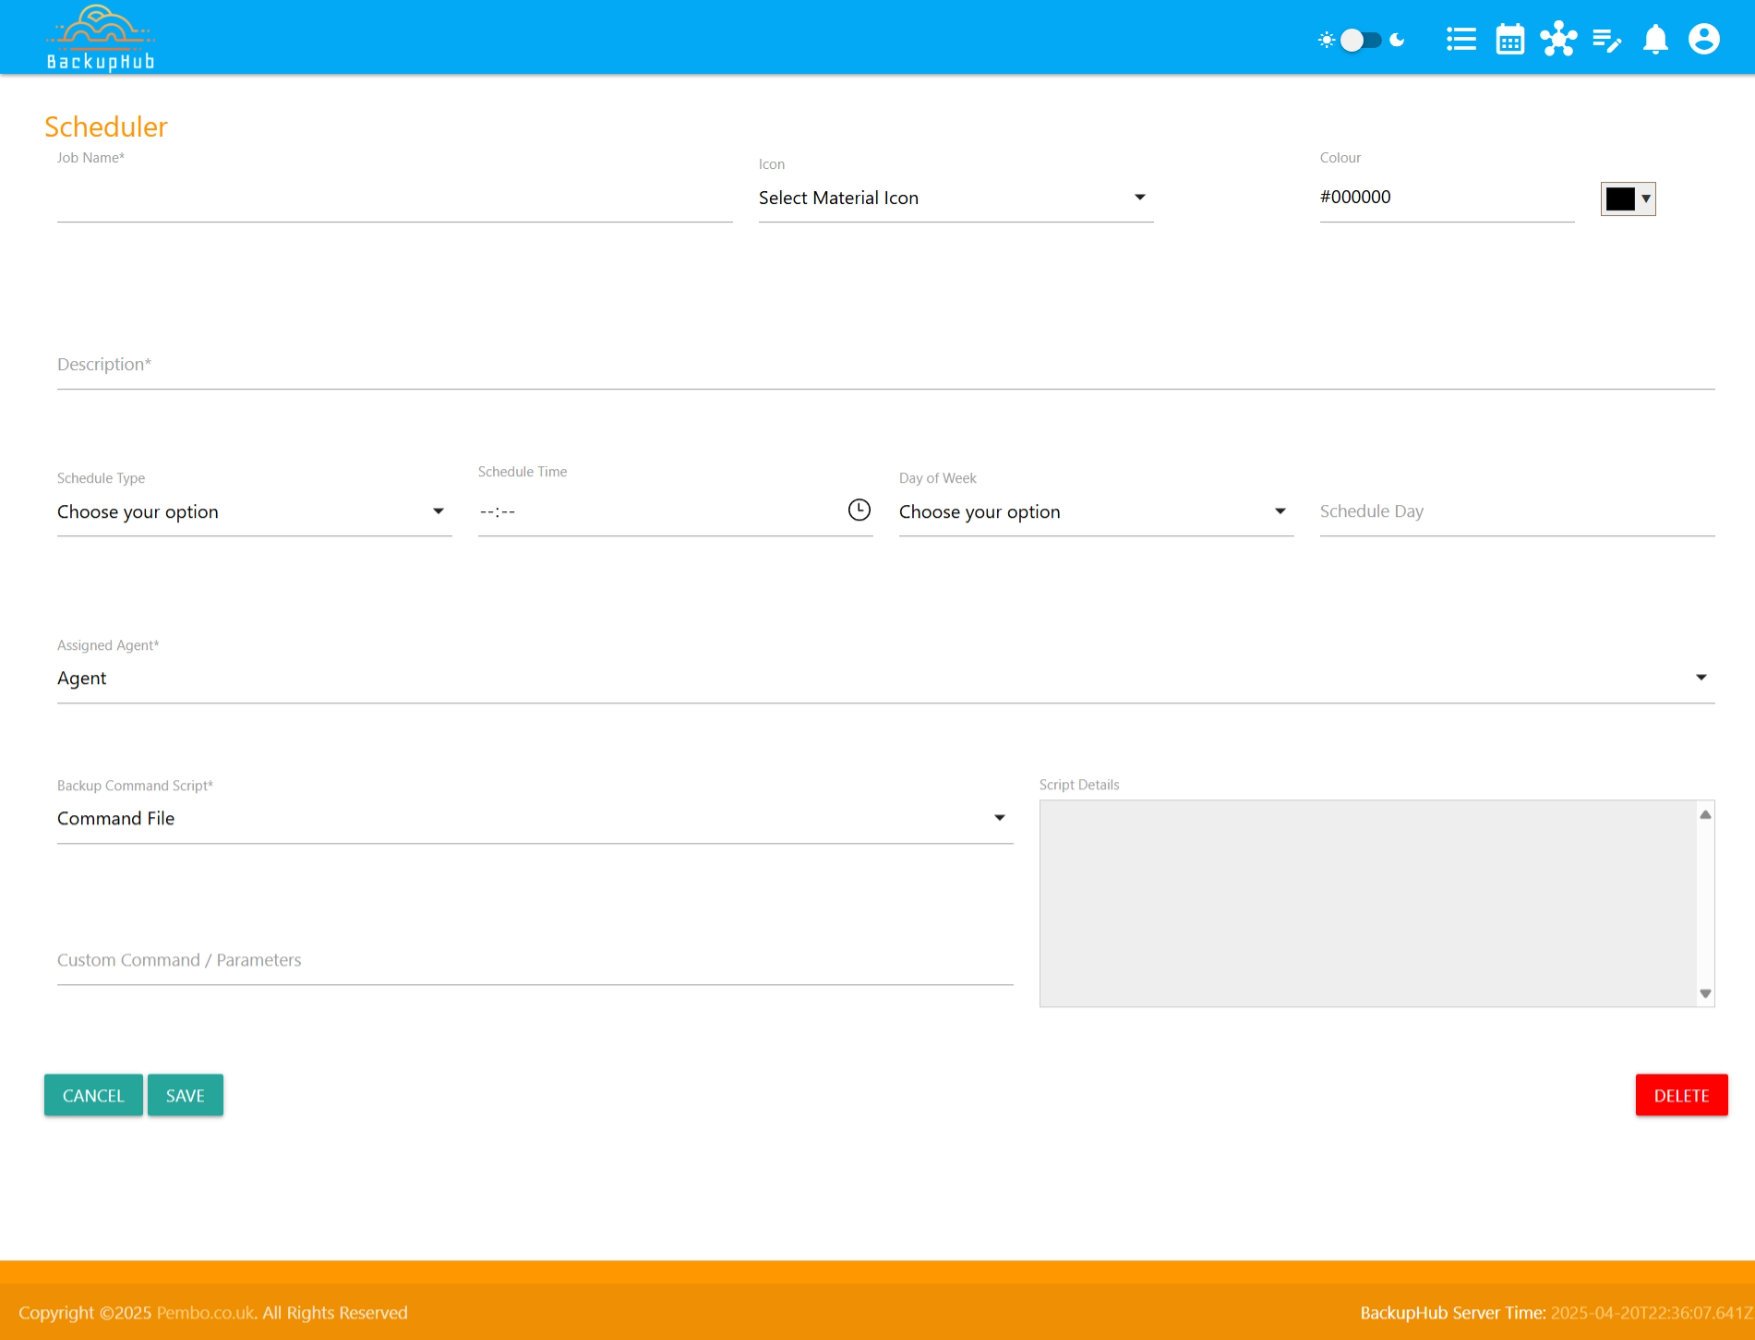 BackupHub
Scheduler
Job Name*
Icon
Select Material Icon
Colour
#000000
Description*
Schedule Type
Choose your option
Schedule Time
--:--
Day of Week
Choose your option
Schedule Day
Assigned Agent*
Agent
Backup Command Script*
Command File
Script Details
Custom Command / Parameters
CANCEL
SAVE
DELETE
Copyright ©2025 Pembo.co.uk. All Rights Reserved
BackupHub Server Time: 2025-04-20T22:36:07.641Z